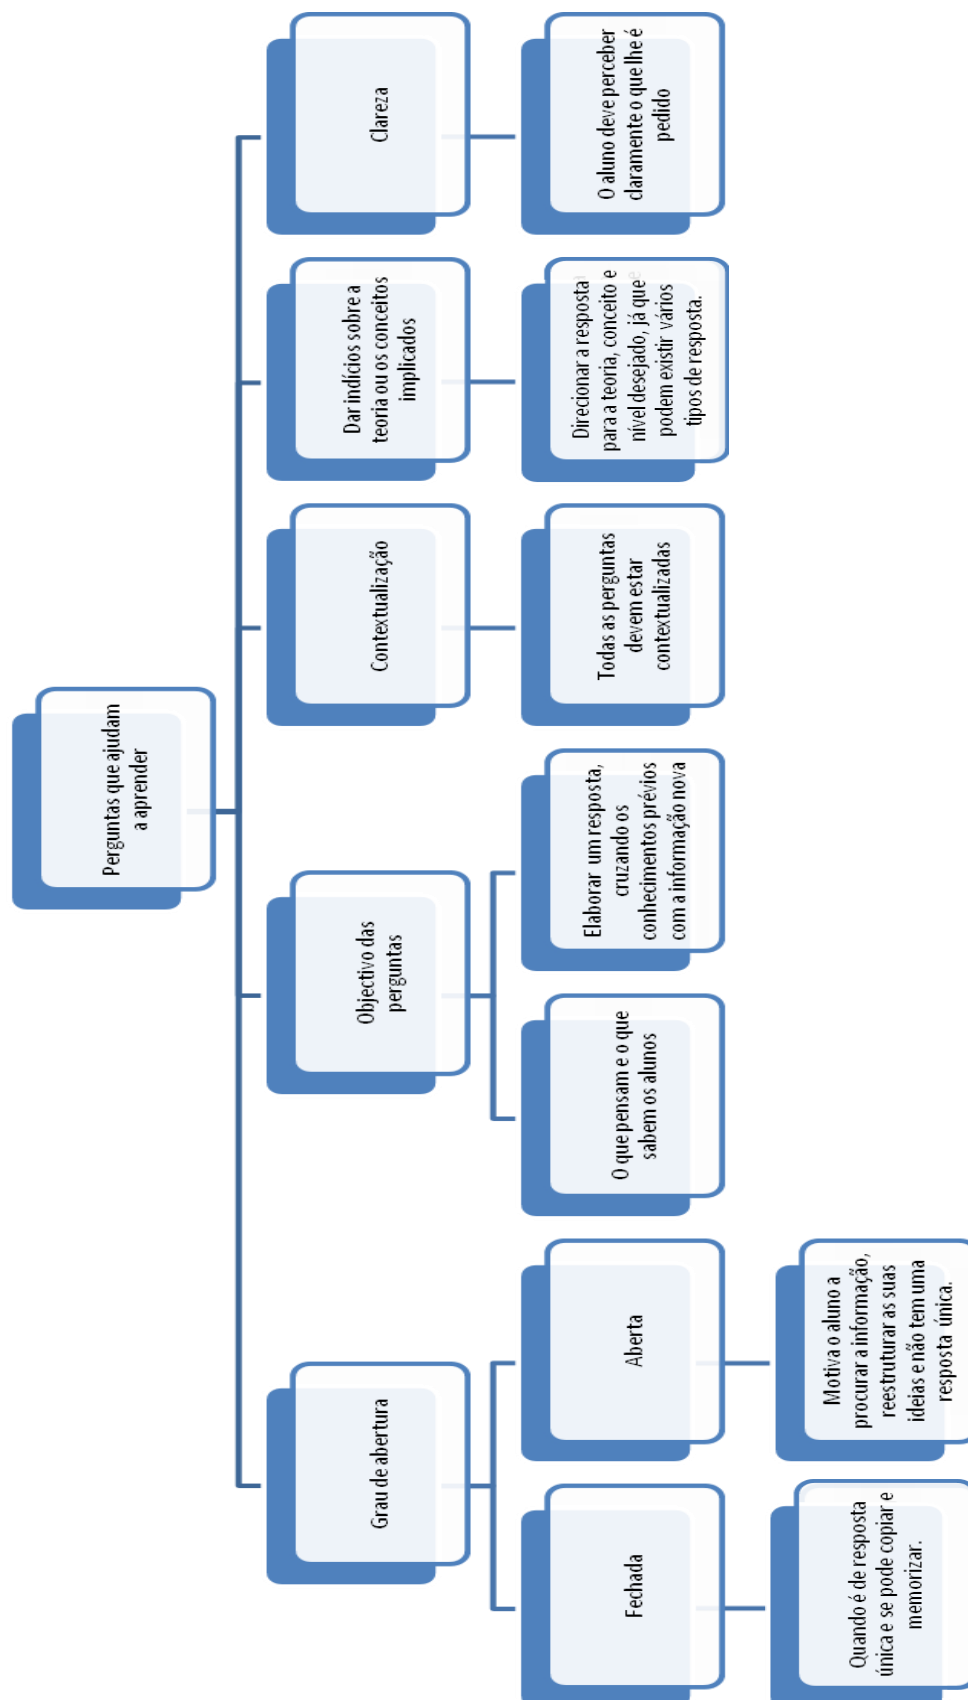 Perguntas que ajudam
a aprender
Grau de abertura
Objectivo das
perguntas
Contextualização
Dar indícios sobre a
teoria ou os conceitos
implicados
Clareza
Fechada
Aberta
O que pensam e o que
sabem os alunos
Elaborar um resposta,
cruzando os
conhecimentos prévios
com a informação nova
Todas as perguntas
devem estar
contextualizadas
Direcionar a resposta
para a teoria, conceito e
nível desejado, já que
podem existir vários
tipos de resposta.
O aluno deve perceber
claramente o que lhe é
pedido
Quando é de resposta
única e se pode copiar e
memorizar.
Motiva o aluno a
procurar a informação,
reestruturar as suas
ideias e não tem uma
resposta única.